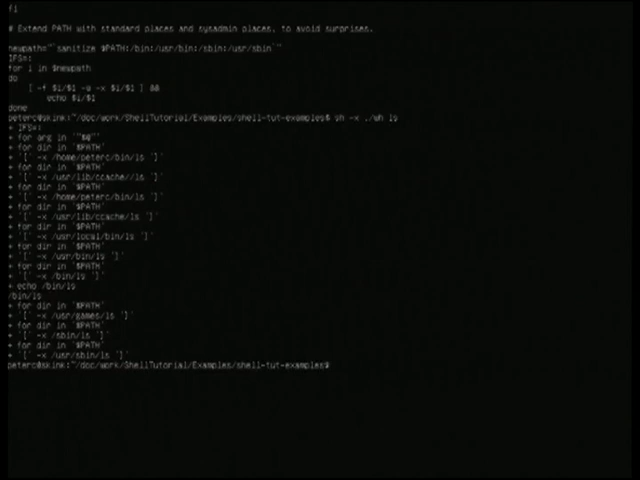 fi
# Extend PATH with standard places and sysadmin places, to avoid surprises.
newpath="`sanitize $PATH:/bin:/usr/bin:/sbin:/usr/sbin`"
IFS=:
for i in $newpath
do
[ -f $i/$1 -a -x $i/$1 ] &&
echo $i/$1
done
peterc@skink:~/doc/work/ShellTutorial/Examples/shell-tut-examples$ sh -x ./wh ls
+ IFS=:
+ for arg in '"$@"'
+ for dir in '$PATH'
+ '[' -x /home/peterc/bin/ls ']'
+ for dir in '$PATH'
+ '[' -x /usr/lib/ccache//ls ']'
+ for dir in '$PATH'
+ '[' -x /home/peterc/bin/ls ']'
+ for dir in '$PATH'
+ '[' -x /usr/lib/ccache/ls ']'
+ for dir in '$PATH'
+ '[' -x /usr/local/bin/ls ']'
+ for dir in '$PATH'
+ '[' -x /usr/bin/ls ']'
+ for dir in '$PATH'
+ '[' -x /bin/ls ']'
+ echo /bin/ls
/bin/ls
+ for dir in '$PATH'
+ '[' -x /usr/games/ls ']'
+ for dir in '$PATH'
+ '[' -x /sbin/ls ']'
+ for dir in '$PATH'
+ '[' -x /usr/sbin/ls ']'
peterc@skink:~/doc/work/ShellTutorial/Examples/shell-tut-examples$